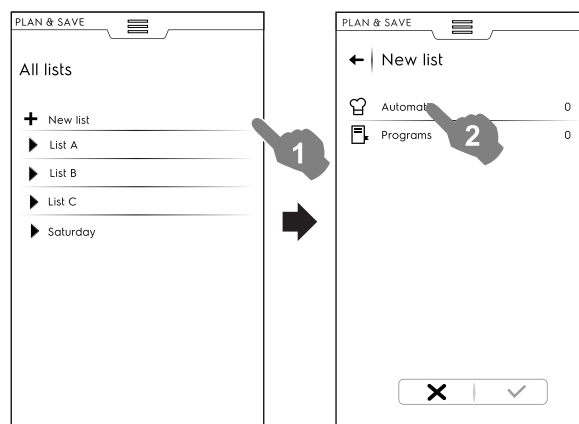 PLAN & SAVE
All lists
New list
List A
List B
List C
Saturday
1
PLAN & SAVE
New list
Automat 0
Programs 0
2